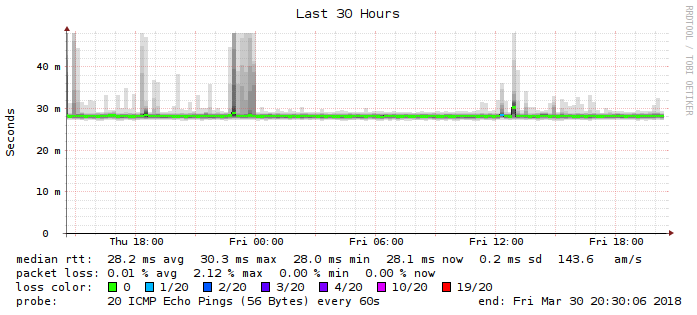 Last 30 Hours
RRDTOOL / TOBI OETIKER
Seconds
40 m
30 m
20 m
10 m
0
Thu 18:00 Fri 00:00 Fri 06:00 Fri 12:00 Fri 18:00
median rtt: 28.2 ms avg 30.3 ms max 28.0 ms min 28.1 ms now 0.2 ms sd 143.6 am/s
packet loss: 0.01 % avg 2.12 % max 0.00 % min 0.00 % now
loss color: 0 1/20 2/20 3/20 4/20 10/20 19/20
probe: 20 ICMP Echo Pings (56 Bytes) every 60s end: Fri Mar 30 20:30:06 2018